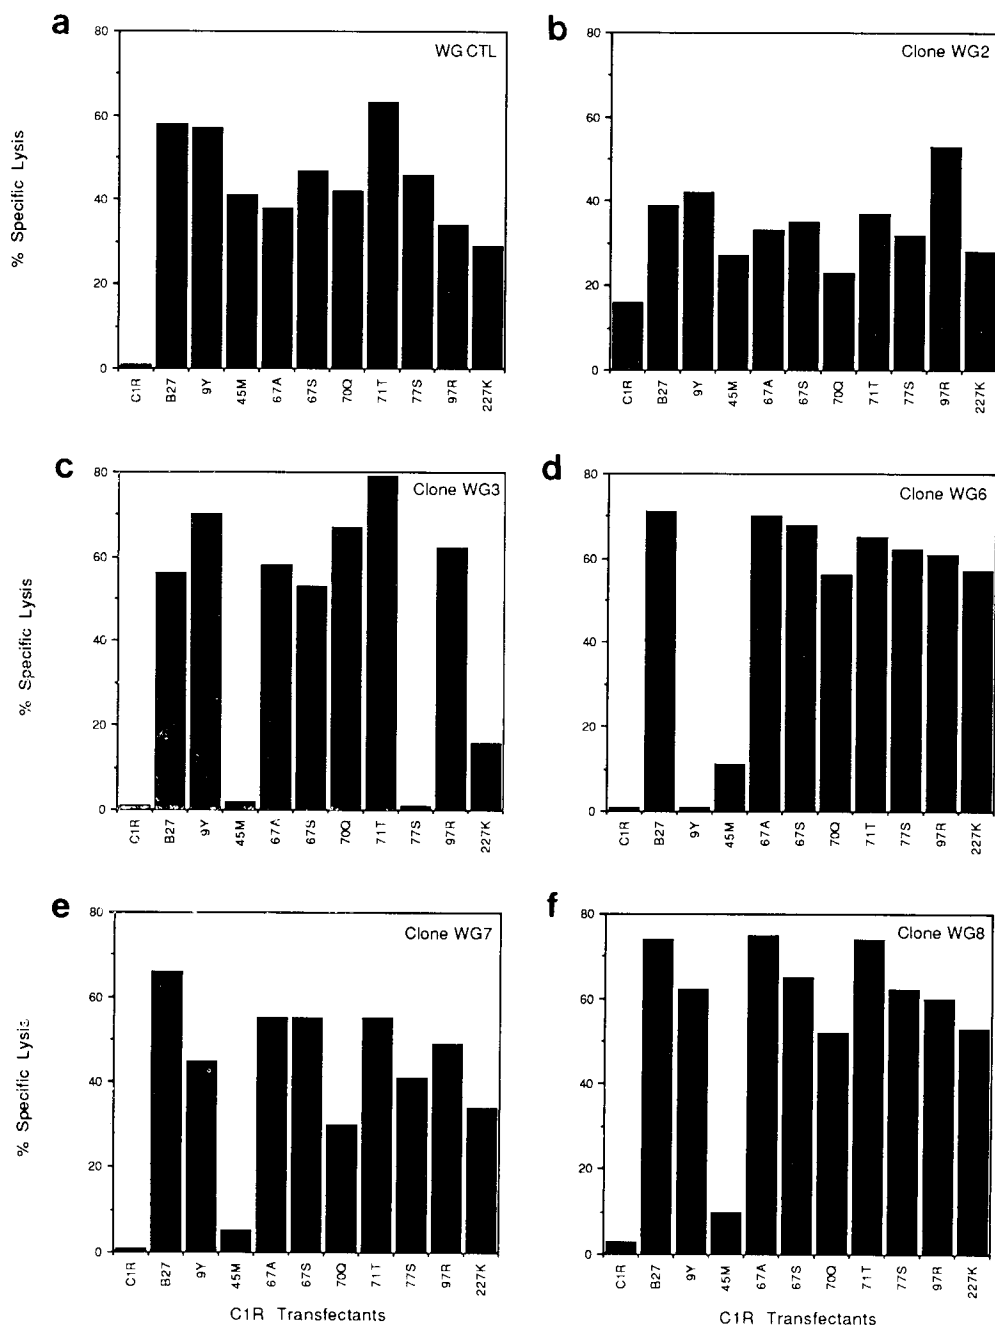 a
WG CTL
% Specific Lysis
80
60
40
20
0
C1R B27 9Y 45M 67A 67S 70Q 71T 77S 97R 227K
b
Clone WG2
80
60
40
20
0
C1R B27 9Y 45M 67A 67S 70Q 71T 77S 97R 227K
c
Clone WG3
% Specific Lysis
80
60
40
20
0
C1R B27 9Y 45M 67A 67S 70Q 71T 77S 97R 227K
d
Clone WG6
80
60
40
20
0
C1R B27 9Y 45M 67A 67S 70Q 71T 77S 97R 227K
e
Clone WG7
% Specific Lysis
80
60
40
20
0
C1R B27 9Y 45M 67A 67S 70Q 71T 77S 97R 227K
C1R Transfectants
f
Clone WG8
80
60
40
20
0
C1R B27 9Y 45M 67A 67S 70Q 71T 77S 97R 227K
C1R Transfectants